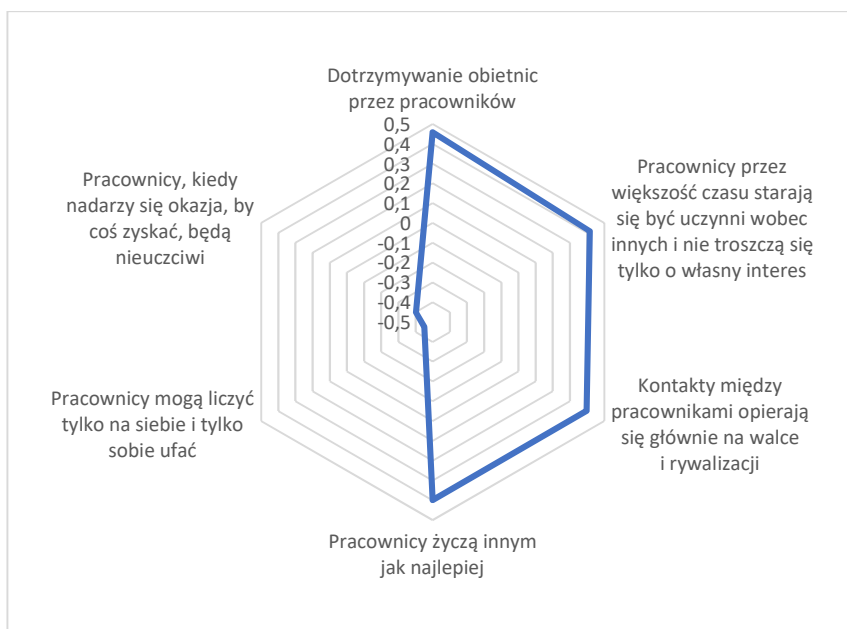 Dotrzymywanie obietnic
przez pracowników
0,5
0,4
0,3
0,2
0,1
0
-0,1
-0,2
-0,3
-0,4
-0,5
Pracownicy przez
większość czasu starają
się być uczynni wobec
innych i nie troszczą się
tylko o własny interes
Kontakty między
pracownikami opierają
się głównie na walce
i rywalizacji
Pracownicy życzą innym
jak najlepiej
Pracownicy mogą liczyć
tylko na siebie i tylko
sobie ufać
Pracownicy, kiedy
nadarzy się okazja, by
coś zyskać, będą
nieuczciwi